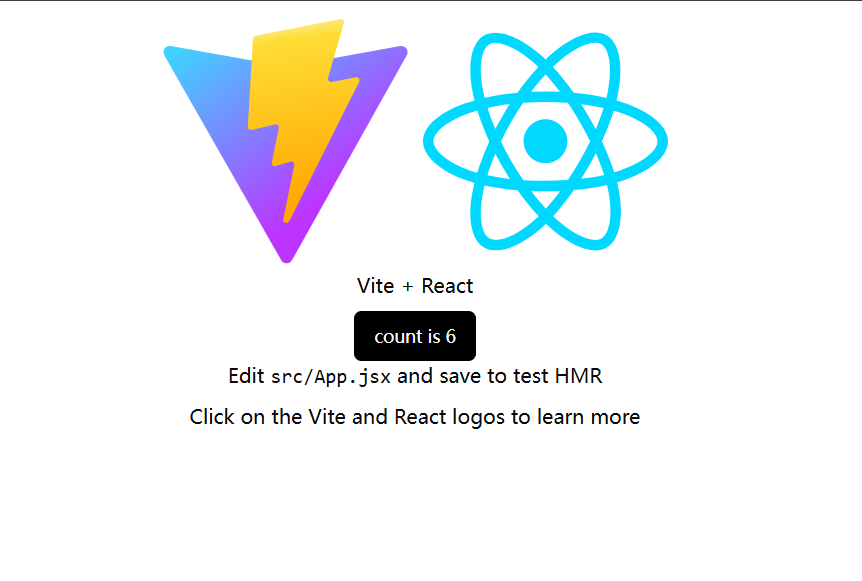 Vite + React
count is 6
Edit src/App.jsx and save to test HMR
Click on the Vite and React logos to learn more